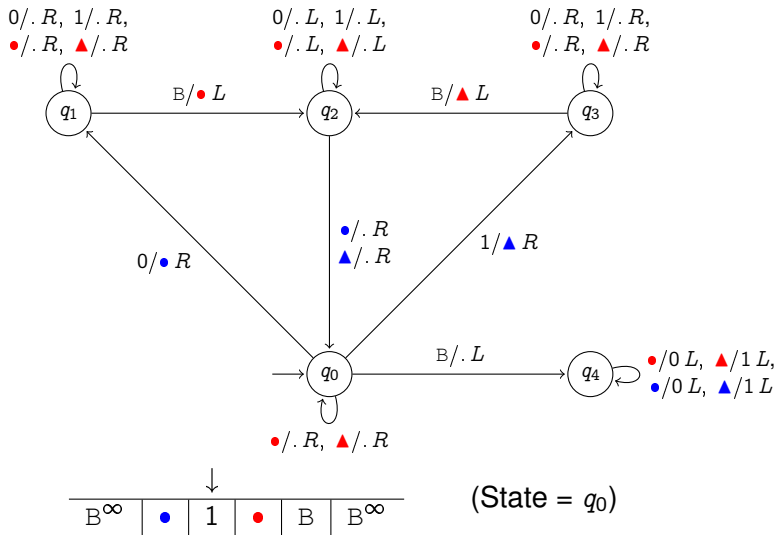 0/. R, 1/. R,
●/. R, ▲/. R
0/. L, 1/. L,
●/. L, ▲/. L
0/. R, 1/. R,
●/. R, ▲/. R
q1
B/● L
q2
B/▲ L
q3
0/● R
●/. R
▲/. R
1/▲ R
q0
B/. L
q4
●/0 L, ▲/1 L,
●/0 L, ▲/1 L
●/. R, ▲/. R
B∞ ● 1 ● B B∞
(State = q0)